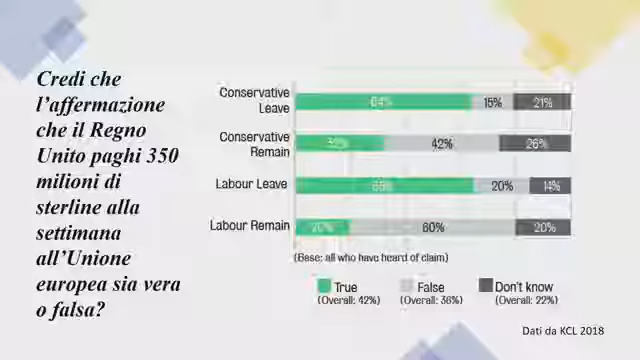 Credi che
l'affermazione
che il Regno
Unito paghi 350
milioni di
sterline alla
settimana
all'Unione
europea sia vera
o falsa?
Conservative
Leave
64%
15%
21%
Conservative
Remain
42%
26%
Labour Leave
20%
14%
Labour Remain
20%
60%
20%
(Base: all who have heard of claim)
True
False
Don't know
(Overall: 42%)
(Overall: 36%)
(Overall: 22%)
Dati da KCL 2018